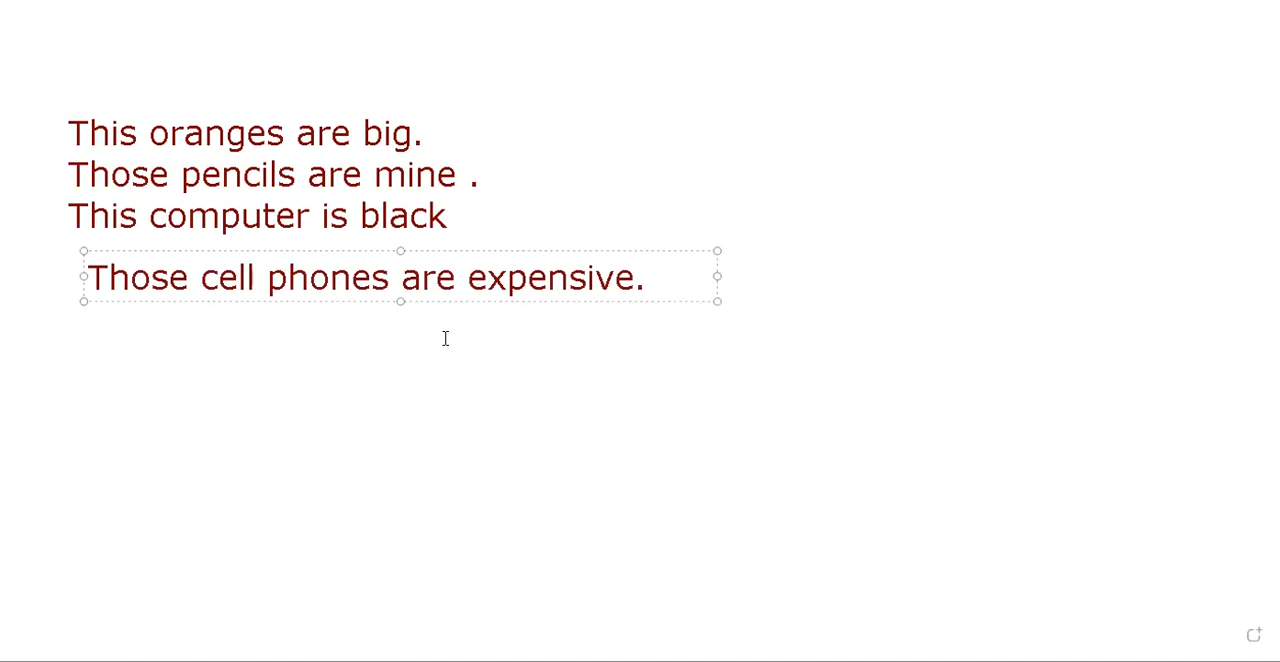 This oranges are big.
Those pencils are mine .
This computer is black
Those cell phones are expensive.